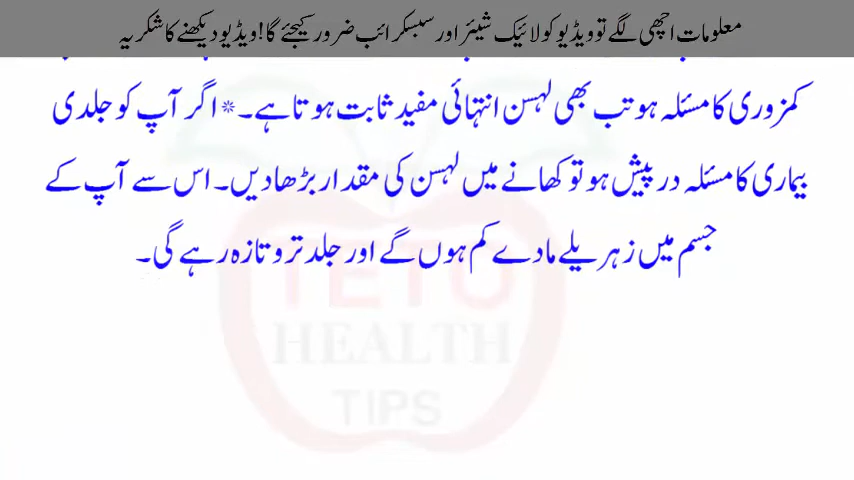 معلومات اچھی لگے تو ویڈیو کو لائیک شیئر اور سبسکرائب ضرور کیجئے گا! ویڈیو دیکھنے کا شکریہ
کمزوری کا مسئلہ ہو تب بھی لہسن انتہائی مفید ثابت ہوتا ہے۔* اگر آپ کو جلدی
بیماری کا مسئلہ درپیش ہو تو کھانے میں لہسن کی مقدار بڑھا دیں۔ اس سے آپ کے
جسم میں زہریلے مادے کم ہوں گے اور جلد تروتازہ رہے گی۔
TETO
HEALTH
TIPS